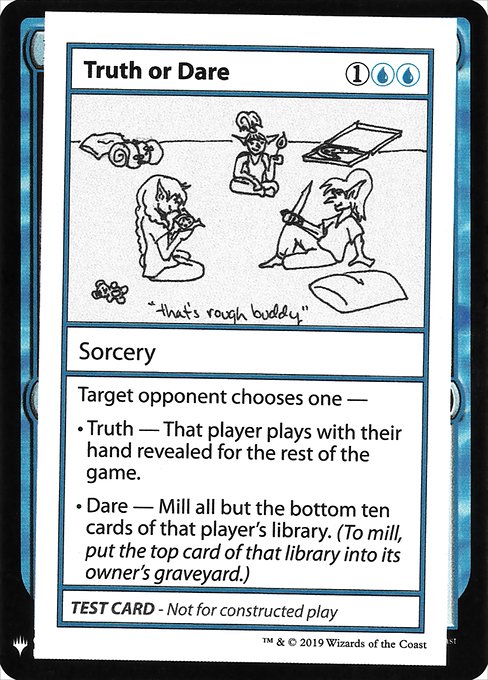 Truth or Dare 1
"that's rough buddy"
Sorcery
Target opponent chooses one —
• Truth — That player plays with their
hand revealed for the rest of the
game.
• Dare — Mill all but the bottom ten
cards of that player's library. (To mill,
put the top card of that library into its
owner's graveyard.)
TEST CARD - Not for constructed play
™ & © 2019 Wizards of the Coast